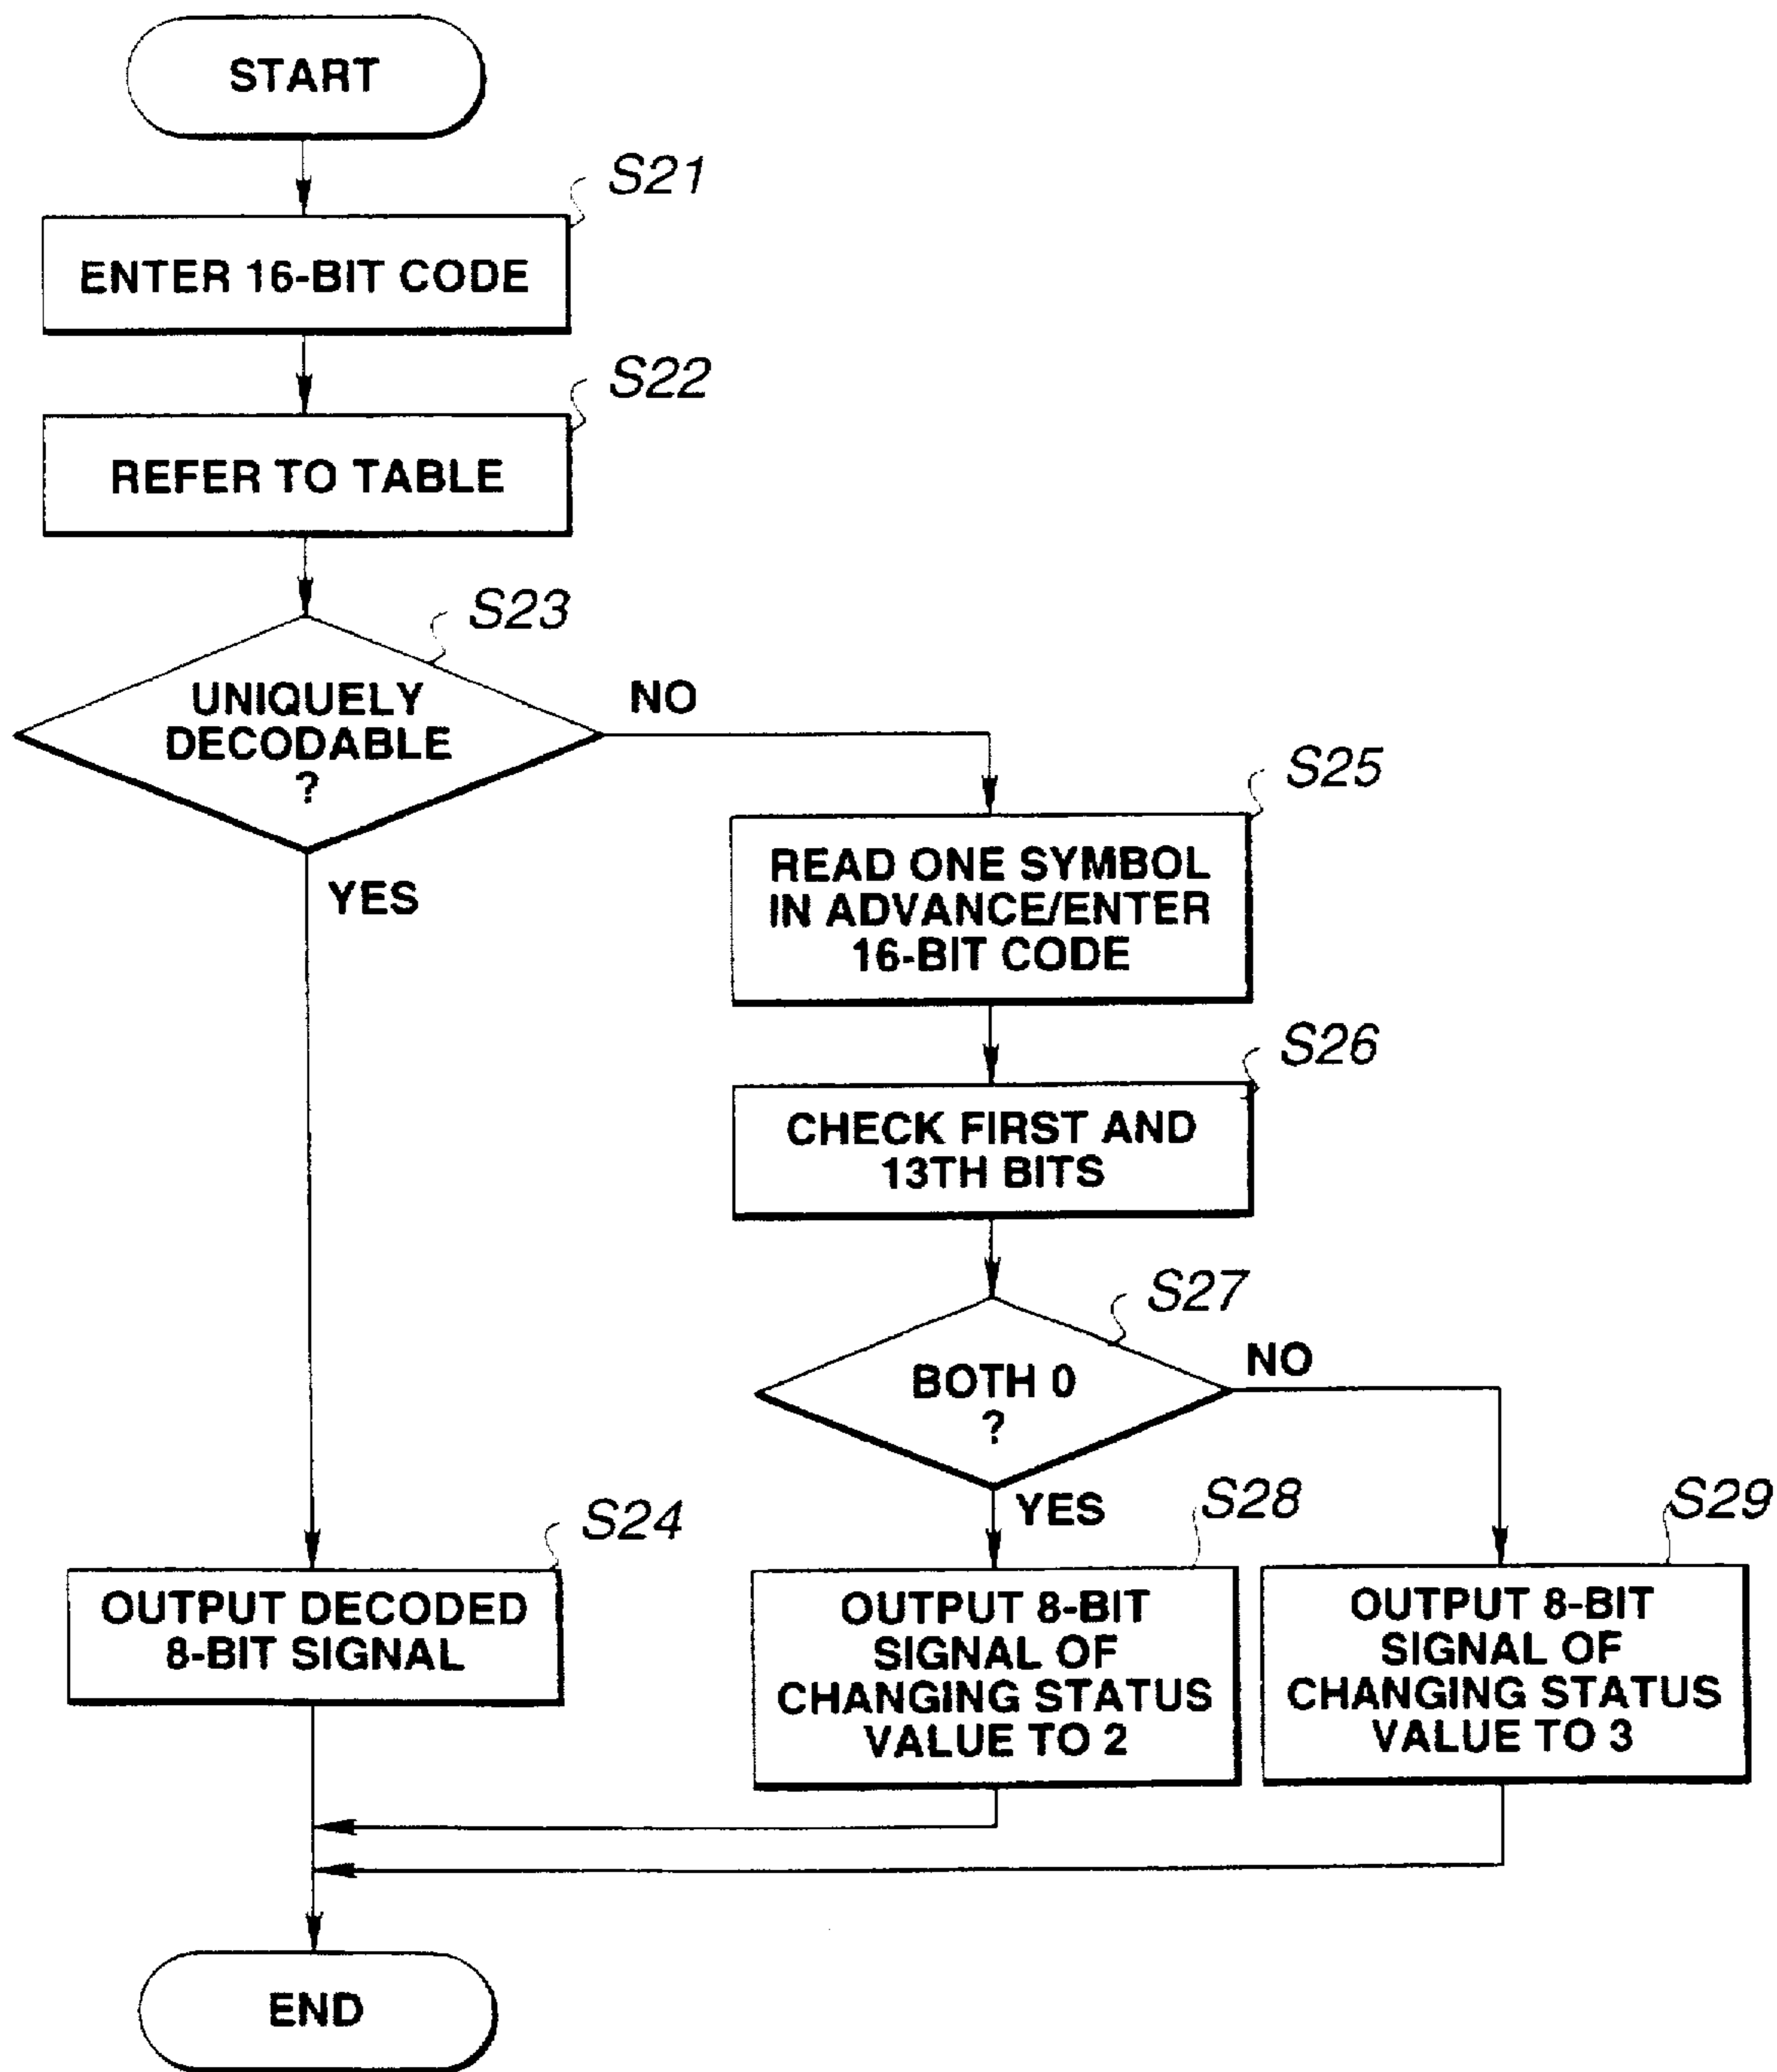 START
S21
ENTER 16-BIT CODE
S22
REFER TO TABLE
S23
UNIQUELY
DECODABLE
?
NO
YES
S25
READ ONE SYMBOL
IN ADVANCE/ENTER
16-BIT CODE
S26
CHECK FIRST AND
13TH BITS
S27
BOTH 0
?
NO
YES
S24
OUTPUT DECODED
8-BIT SIGNAL
S28
OUTPUT 8-BIT
SIGNAL OF
CHANGING STATUS
VALUE TO 2
S29
OUTPUT 8-BIT
SIGNAL OF
CHANGING STATUS
VALUE TO 3
END